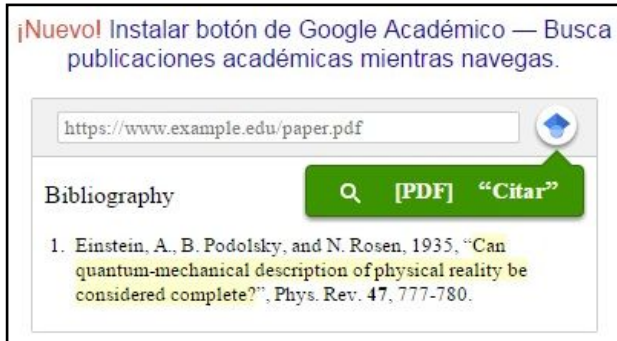 ¡Nuevo! Instalar botón de Google Académico — Busca
publicaciones académicas mientras navegas.
https://www.example.edu/paper.pdf
[PDF] “Citar”
Bibliography
1. Einstein, A., B. Podolsky, and N. Rosen, 1935, “Can
quantum-mechanical description of physical reality be
considered complete?”, Phys. Rev. 47, 777-780.